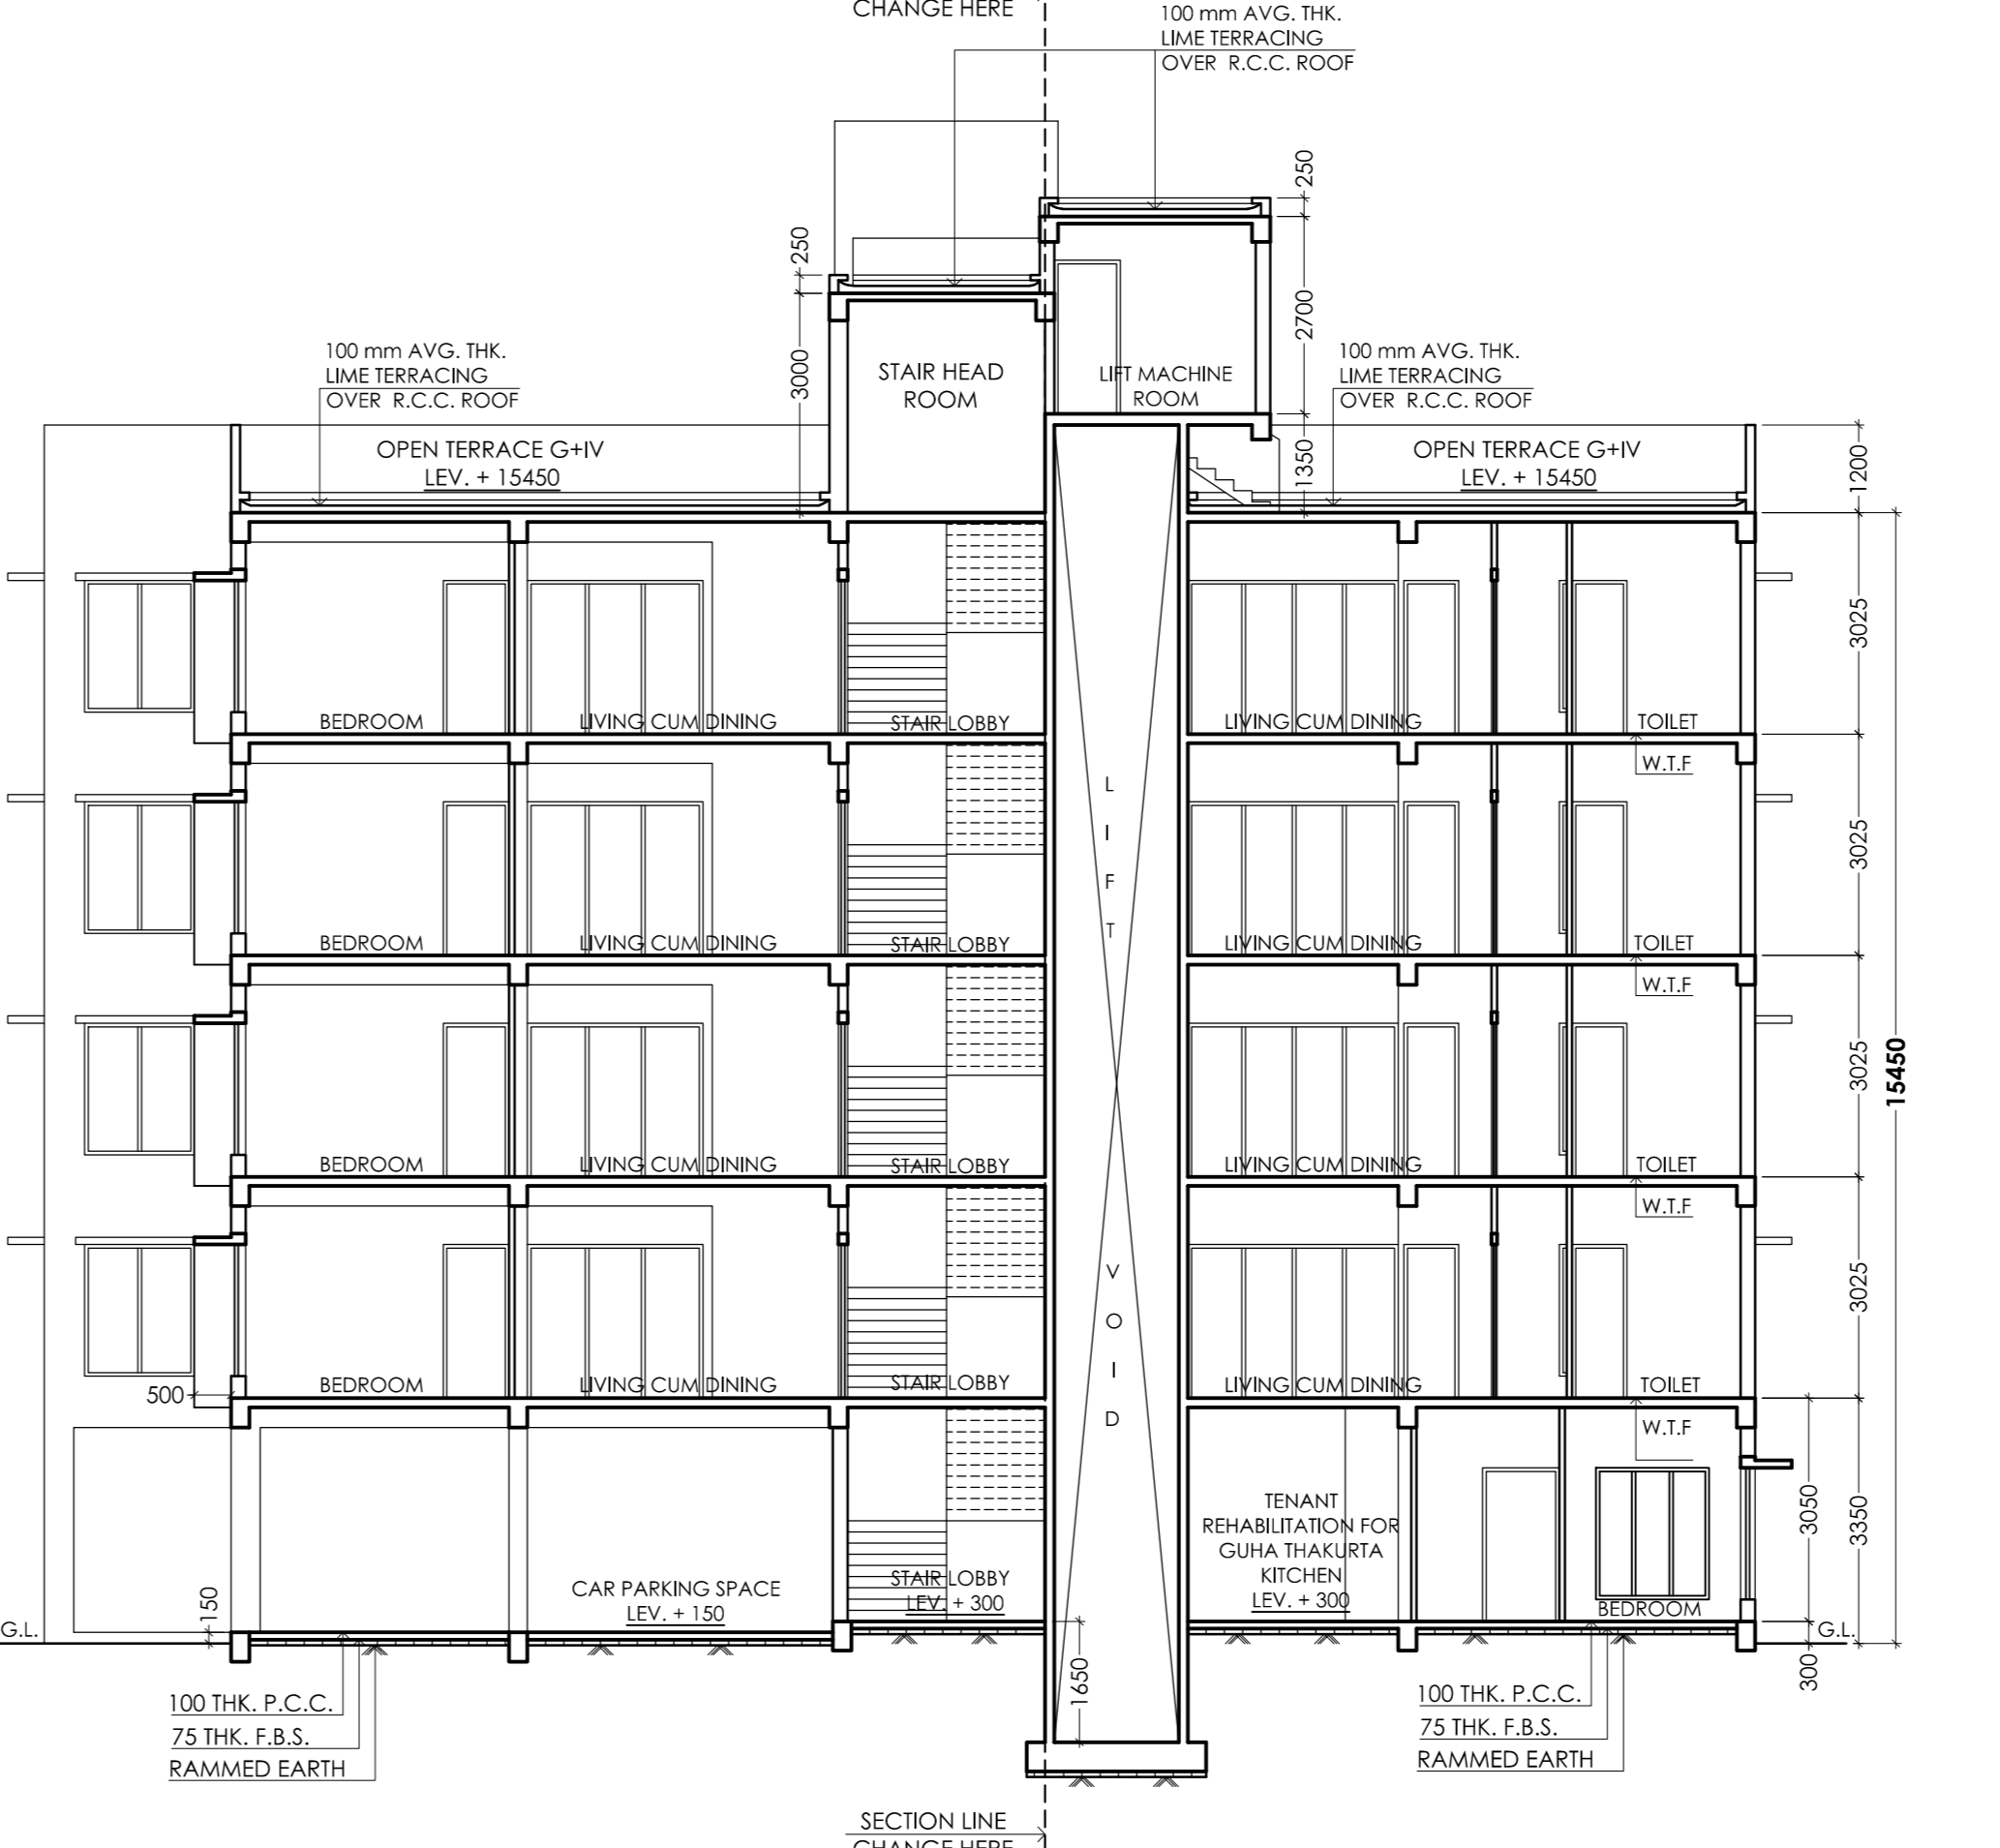 CHANGE HERE
100 mm AVG. THK.
LIME TERRACING
OVER R.C.C. ROOF
250
250
2700
3000
100 mm AVG. THK.
LIME TERRACING
OVER R.C.C. ROOF
STAIR HEAD
ROOM
LIFT MACHINE
ROOM
100 mm AVG. THK.
LIME TERRACING
OVER R.C.C. ROOF
OPEN TERRACE G+IV
LEV. + 15450
1350
OPEN TERRACE G+IV
LEV. + 15450
1200
3025
BEDROOM
LIVING CUM DINING
STAIR LOBBY
LIVING CUM DINING
TOILET
W.T.F
3025
BEDROOM
LIVING CUM DINING
STAIR LOBBY
LIVING CUM DINING
TOILET
W.T.F
3025
15450
BEDROOM
LIVING CUM DINING
STAIR LOBBY
LIVING CUM DINING
TOILET
W.T.F
3025
LIFT
VOID
500
BEDROOM
LIVING CUM DINING
STAIR LOBBY
LIVING CUM DINING
TOILET
W.T.F
3050
3350
TENANT
REHABILITATION FOR
GUHA THAKURTA
KITCHEN
LEV. + 300
BEDROOM
150
CAR PARKING SPACE
LEV. + 150
STAIR LOBBY
LEV. + 300
G.L.
G.L.
300
1650
100 THK. P.C.C.
75 THK. F.B.S.
RAMMED EARTH
100 THK. P.C.C.
75 THK. F.B.S.
RAMMED EARTH
SECTION LINE
CHANGE HERE